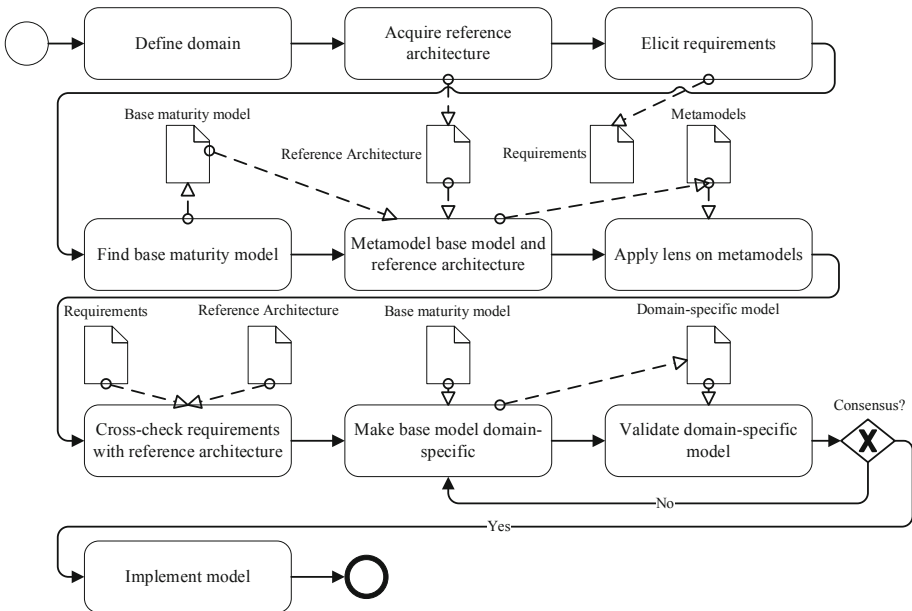 Define domain
Acquire reference
architecture
Elicit requirements
Base maturity model
Reference Architecture
Requirements
Metamodels
Find base maturity model
Metamodel base model and
reference architecture
Apply lens on metamodels
Requirements
Reference Architecture
Base maturity model
Domain-specific model
Cross-check requirements
with reference architecture
Make base model domain-
specific
Validate domain-specific
model
Consensus?
X
No
Yes
Implement model